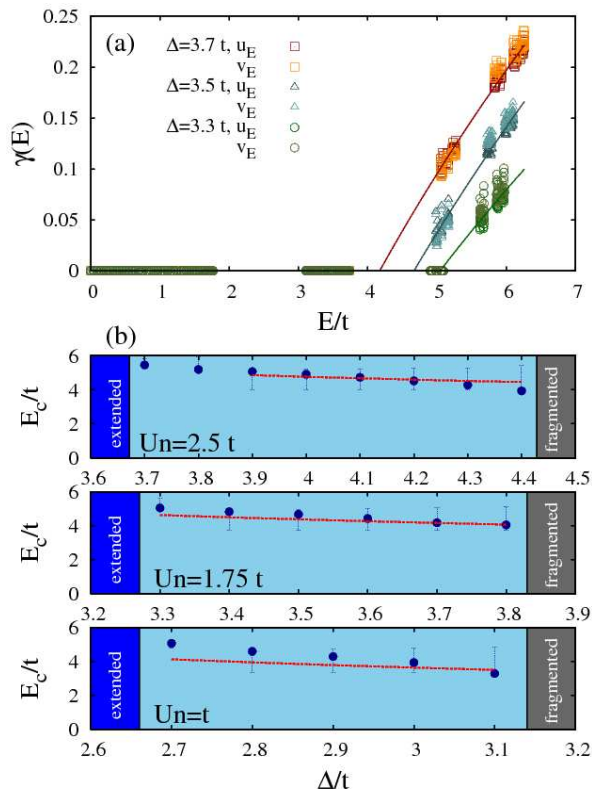 (a)
Δ=3.7 t, u_E
v_E
Δ=3.5 t, u_E
v_E
Δ=3.3 t, u_E
v_E
γ(E)
0.25
0.2
0.15
0.1
0.05
0
0 1 2 3 4 5 6 7
E/t
(b)
E_c/t
6
4
2
0
extended
Un=2.5 t
fragmented
3.6 3.7 3.8 3.9 4 4.1 4.2 4.3 4.4 4.5
E_c/t
6
4
2
0
extended
Un=1.75 t
fragmented
3.2 3.3 3.4 3.5 3.6 3.7 3.8 3.9
E_c/t
6
4
2
0
extended
Un=t
fragmented
2.6 2.7 2.8 2.9 3 3.1 3.2
Δ/t